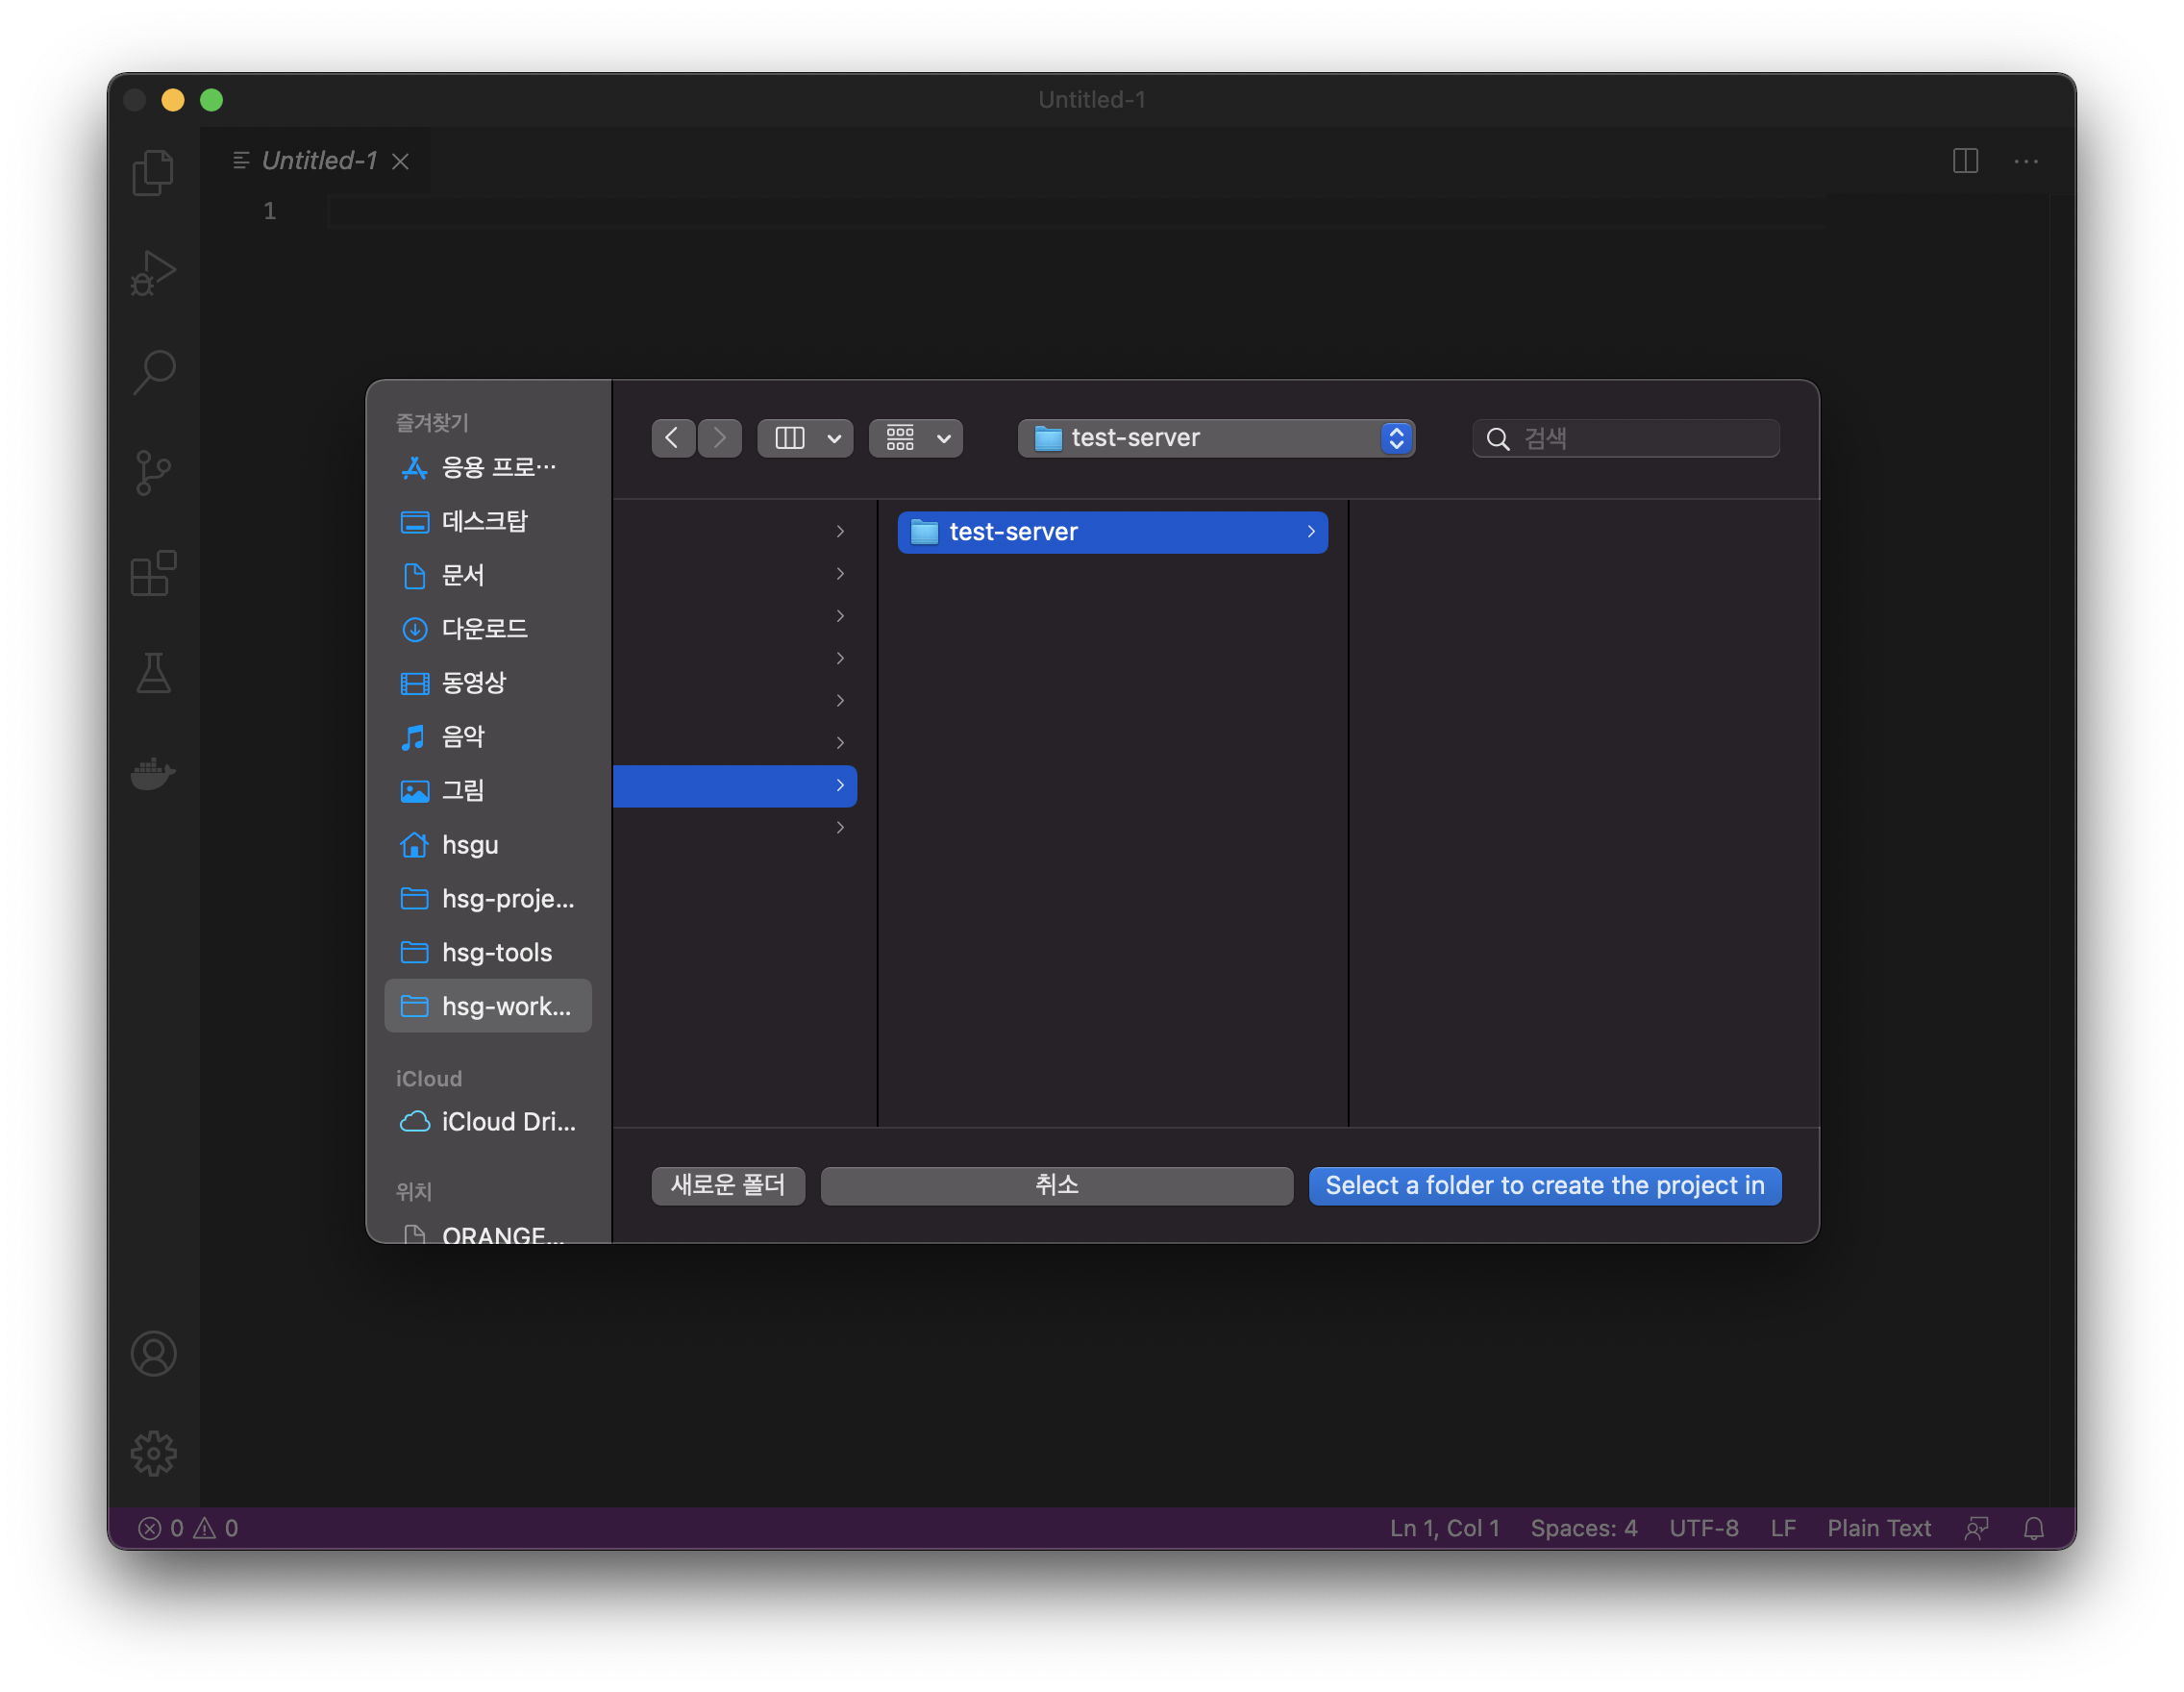 Untitled-1
Untitled-1
1
즐겨찾기
응용 프로…
데스크탑
문서
다운로드
동영상
음악
그림
hsgu
hsg-proje...
hsg-tools
hsg-work...
iCloud
iCloud Dri...
위치
ORANGE...
test-server
검색
test-server
새로운 폴더
취소
Select a folder to create the project in
0 0
Ln 1, Col 1 Spaces: 4 UTF-8 LF Plain Text